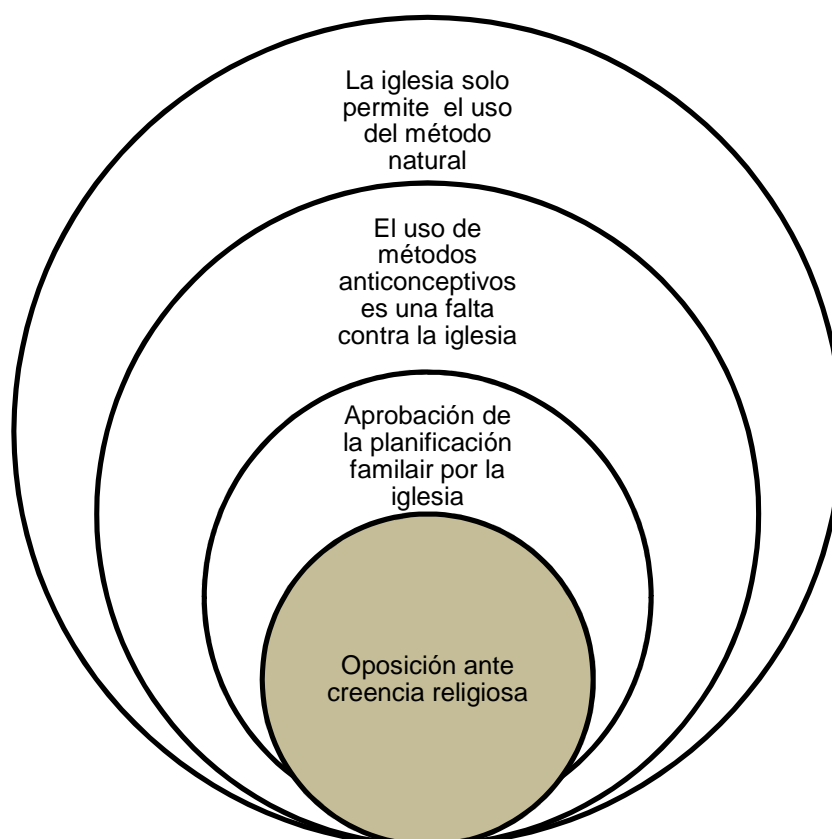 La iglesia solo
permite el uso
del método
natural
El uso de
métodos
anticonceptivos
es una falta
contra la iglesia
Aprobación de
la planificación
familair por la
iglesia
Oposición ante
creencia religiosa